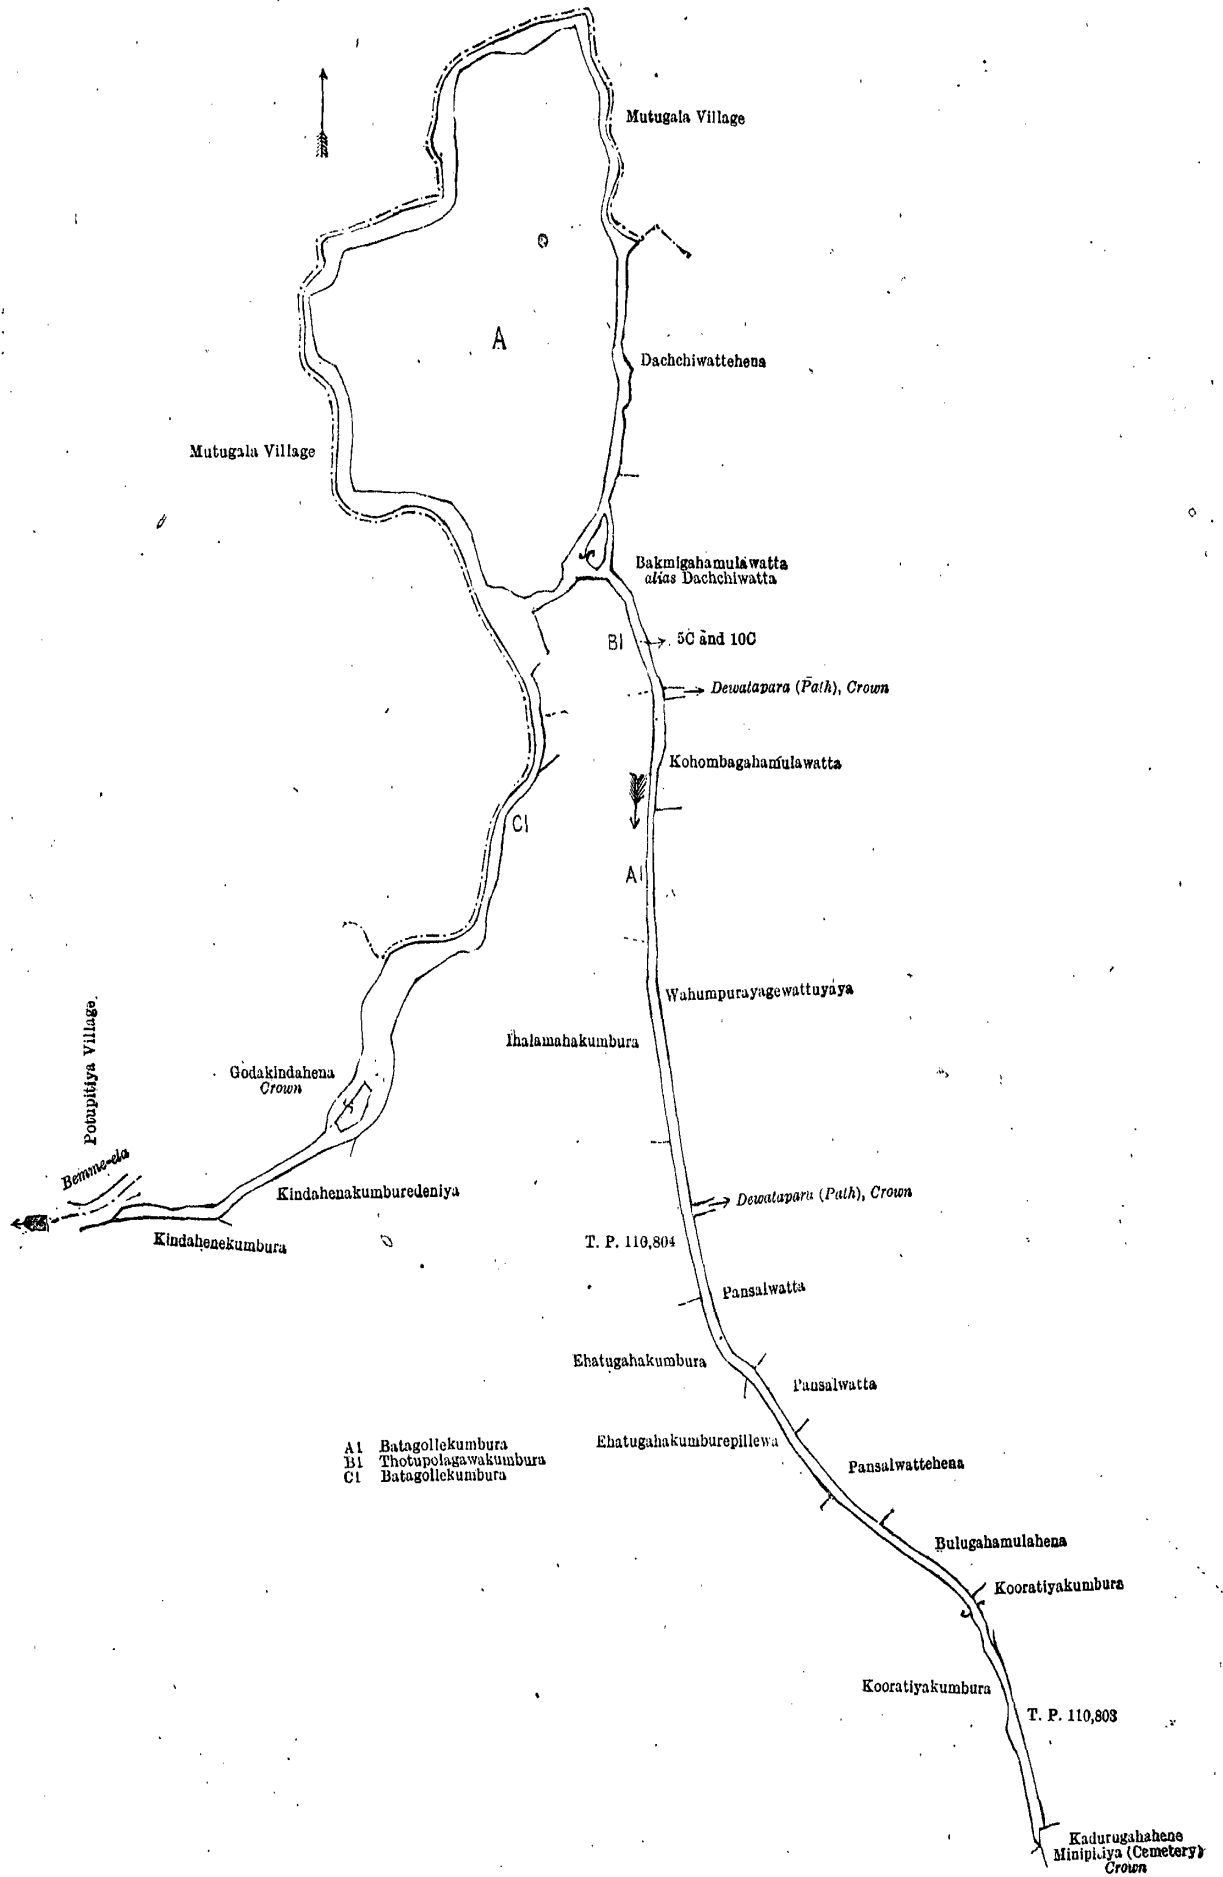 Mutugala Village
A
Dachchiwattehena
Mutugala Village
Bakmigahamulawatta
alias Dachchiwatta
B1
5C and 10C
Dewatapara (Path), Crown
Kohombagahamulawatta
C1
A1
Wahumpurayagewattuyaya
Ihalamahakumbura
Potupitiya Village.
Godakindahena
Crown
Bemme-ela
Kindahenakumburedeniya
Dewatapara (Path), Crown
Kindahenekumbura
T. P. 110,804
Pansalwatta
Ehatugahakumbura
Pansalwatta
Ehatugahakumburepillewa
A1 Batagollekumbura
B1 Thotupolagawakumbura
C1 Batagollekumbura
Pansalwattehena
Bulugahamulahena
Kooratiyakumbura
Kooratiyakumbura
T. P. 110,803
Kadurugahahene
(Cemetery)
Crown